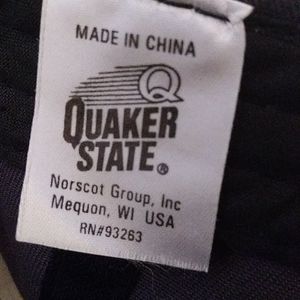 MADE IN CHINA
Q
QUAKER
STATE®
Norscot Group, Inc
Mequon, WI USA
RN#93263